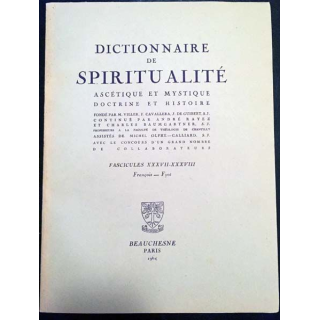 DICTIONNAIRE
DE
SPIRITUALITÉ
ASCÉTIQUE ET MYSTIQUE
DOCTRINE ET HISTOIRE
FONDÉ PAR M. VILLER, F. CAVALLERA, J. DE GUIBERT, S.J.
CONTINUÉ PAR ANDRÉ RAYEZ
ET CHARLES BAUMGARTNER, S.J.
PROFESSEURS A LA FACULTÉ DE THÉOLOGIE DE CHANTILLY
ASSISTÉS DE MICHEL OLPHE-GALLIARD, S.J.
AVEC LE CONCOURS D'UN GRAND NOMBRE
DE COLLABORATEURS
FASCICULES XXXVII-XXXVIII
François — Fyot
BEAUCHESNE
PARIS
1964